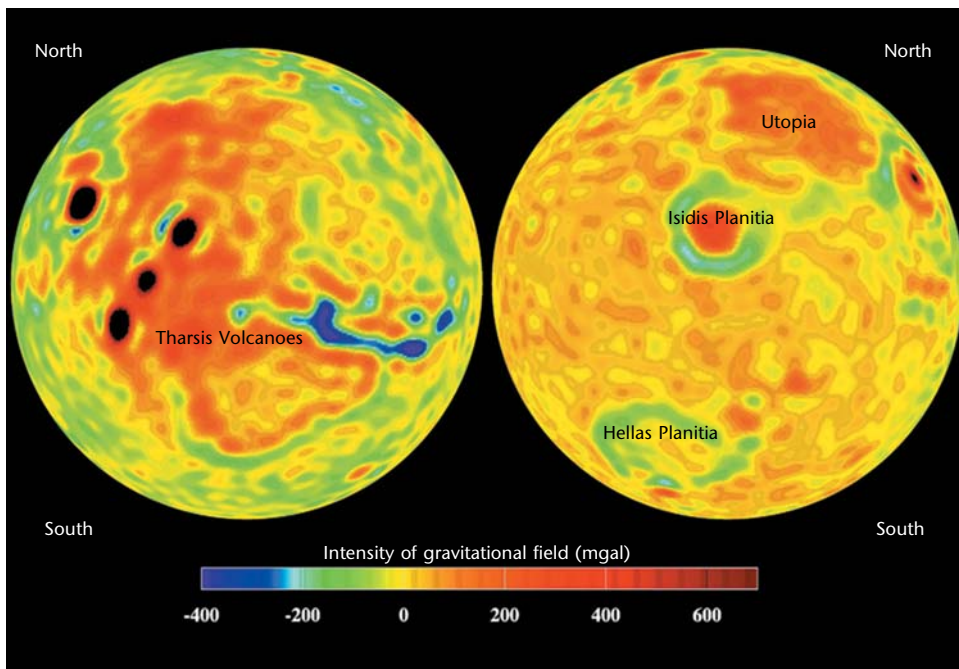 North
North
Utopia
Isidis Planitia
Tharsis Volcanoes
Hellas Planitia
South
South
Intensity of gravitational field (mgal)
-400 -200 0 200 400 600